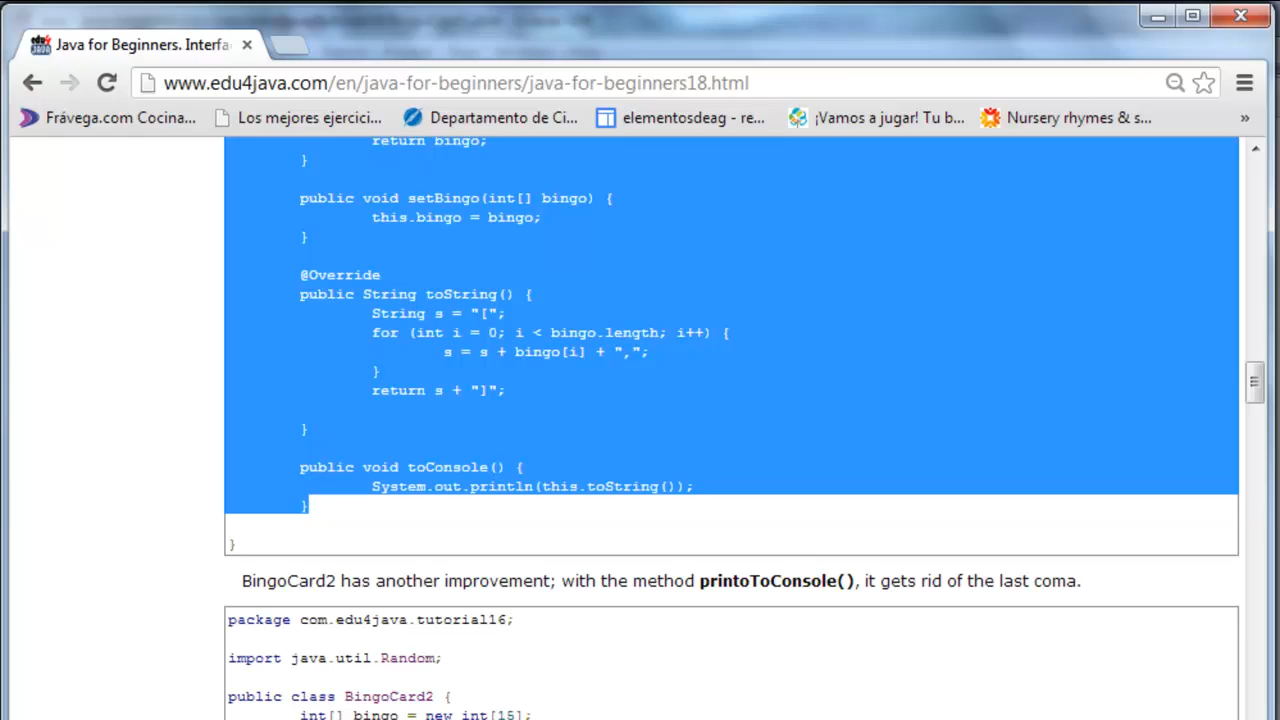 Java for Beginners. Interfa
www.edu4java.com/en/java-for-beginners/java-for-beginners18.html
Frávega.com Cocina... Los mejores ejercici... Departamento de Ci... elementosdeag - re... ¡Vamos a jugar! Tu b... Nursery rhymes & s... »
return bingo;
}
public void setBingo(int[] bingo) {
this.bingo = bingo;
}
@Override
public String toString() {
String s = "[";
for (int i = 0; i < bingo.length; i++) {
s = s + bingo[i] + ",";
}
return s + "]";
}
public void toConsole() {
System.out.println(this.toString());
}
}
BingoCard2 has another improvement; with the method printoToConsole(), it gets rid of the last coma.
package com.edu4java.tutorial16;
import java.util.Random;
public class BingoCard2 {
int[] bingo = new int[15];